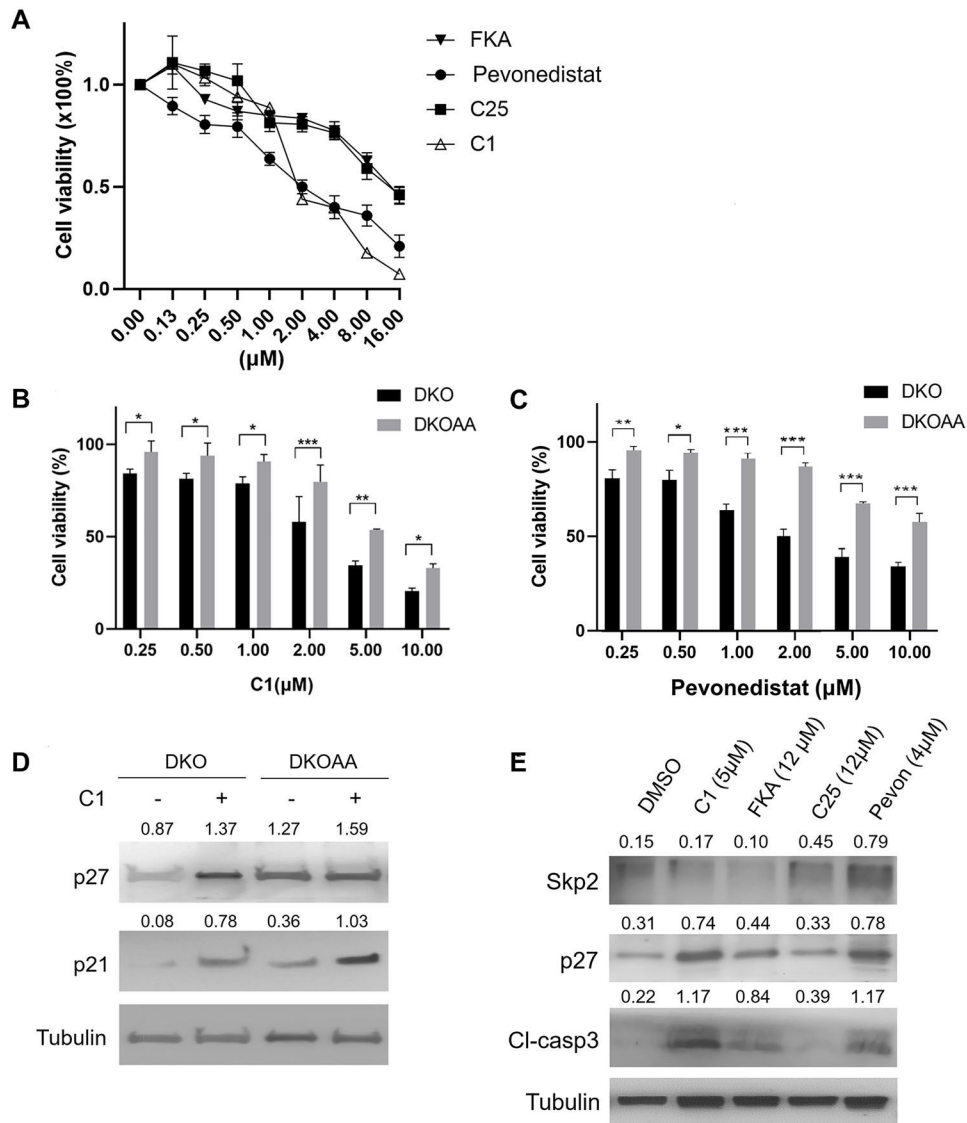 A
Cell viability (x100%)
1.0
0.5
0.0
0.00 0.13 0.25 0.50 1.00 2.00 4.00 8.00 16.00
(µM)
FKA
Pevonedistat
C25
C1
B
DKO
DKOAA
Cell viability (%)
100
50
0
* * * *** ** *
0.25 0.50 1.00 2.00 5.00 10.00
C1(µM)
C
DKO
DKOAA
Cell viability (%)
100
50
0
** * *** *** *** ***
0.25 0.50 1.00 2.00 5.00 10.00
Pevonedistat (µM)
D
DKO DKOAA
C1 - + - +
0.87 1.37 1.27 1.59
p27
0.08 0.78 0.36 1.03
p21
Tubulin
E
DMSO C1 (5µM) FKA (12 µM) C25 (12µM) Pevon (4µM)
0.15 0.17 0.10 0.45 0.79
Skp2
0.31 0.74 0.44 0.33 0.78
p27
0.22 1.17 0.84 0.39 1.17
Cl-casp3
Tubulin